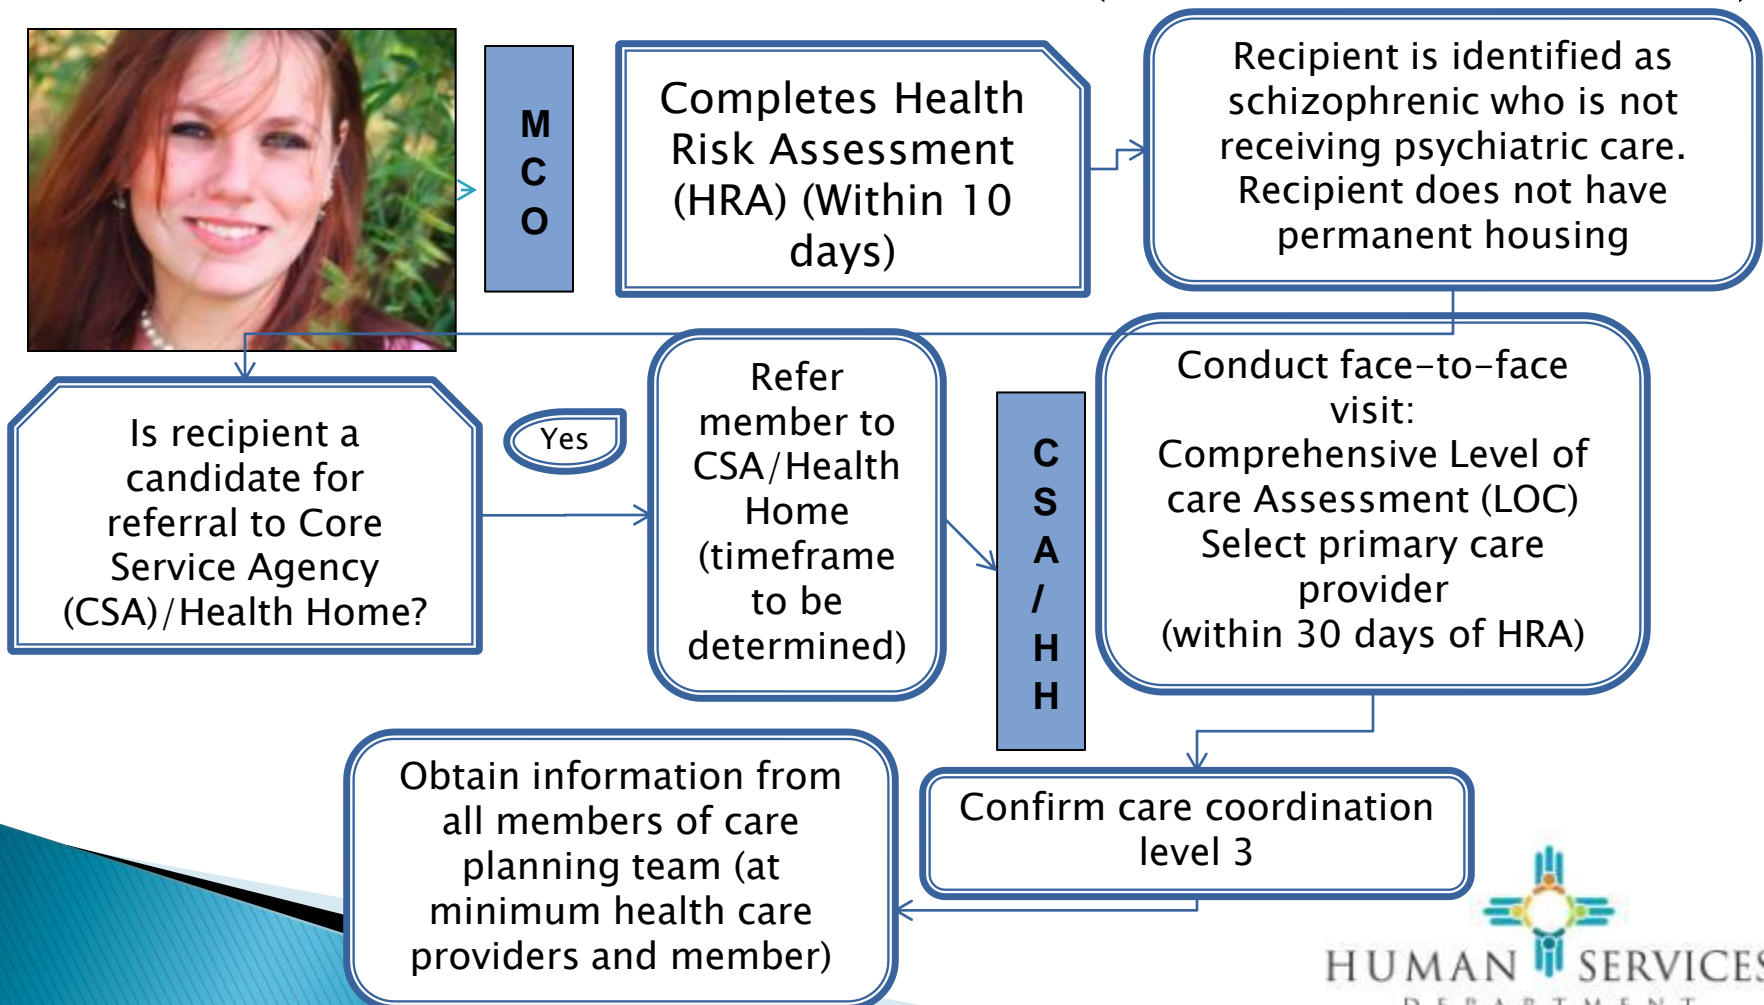 M
C
O
Completes Health
Risk Assessment
(HRA) (Within 10
days)
Recipient is identified as
schizophrenic who is not
receiving psychiatric care.
Recipient does not have
permanent housing
Is recipient a
candidate for
referral to Core
Service Agency
(CSA)/Health Home?
Yes
Refer
member to
CSA/Health
Home
(timeframe
to be
determined)
C
S
A
/
H
H
Conduct face-to-face
visit:
Comprehensive Level of
care Assessment (LOC)
Select primary care
provider
(within 30 days of HRA)
Confirm care coordination
level 3
Obtain information from
all members of care
planning team (at
minimum health care
providers and member)
HUMAN SERVICES
DEPARTMENT